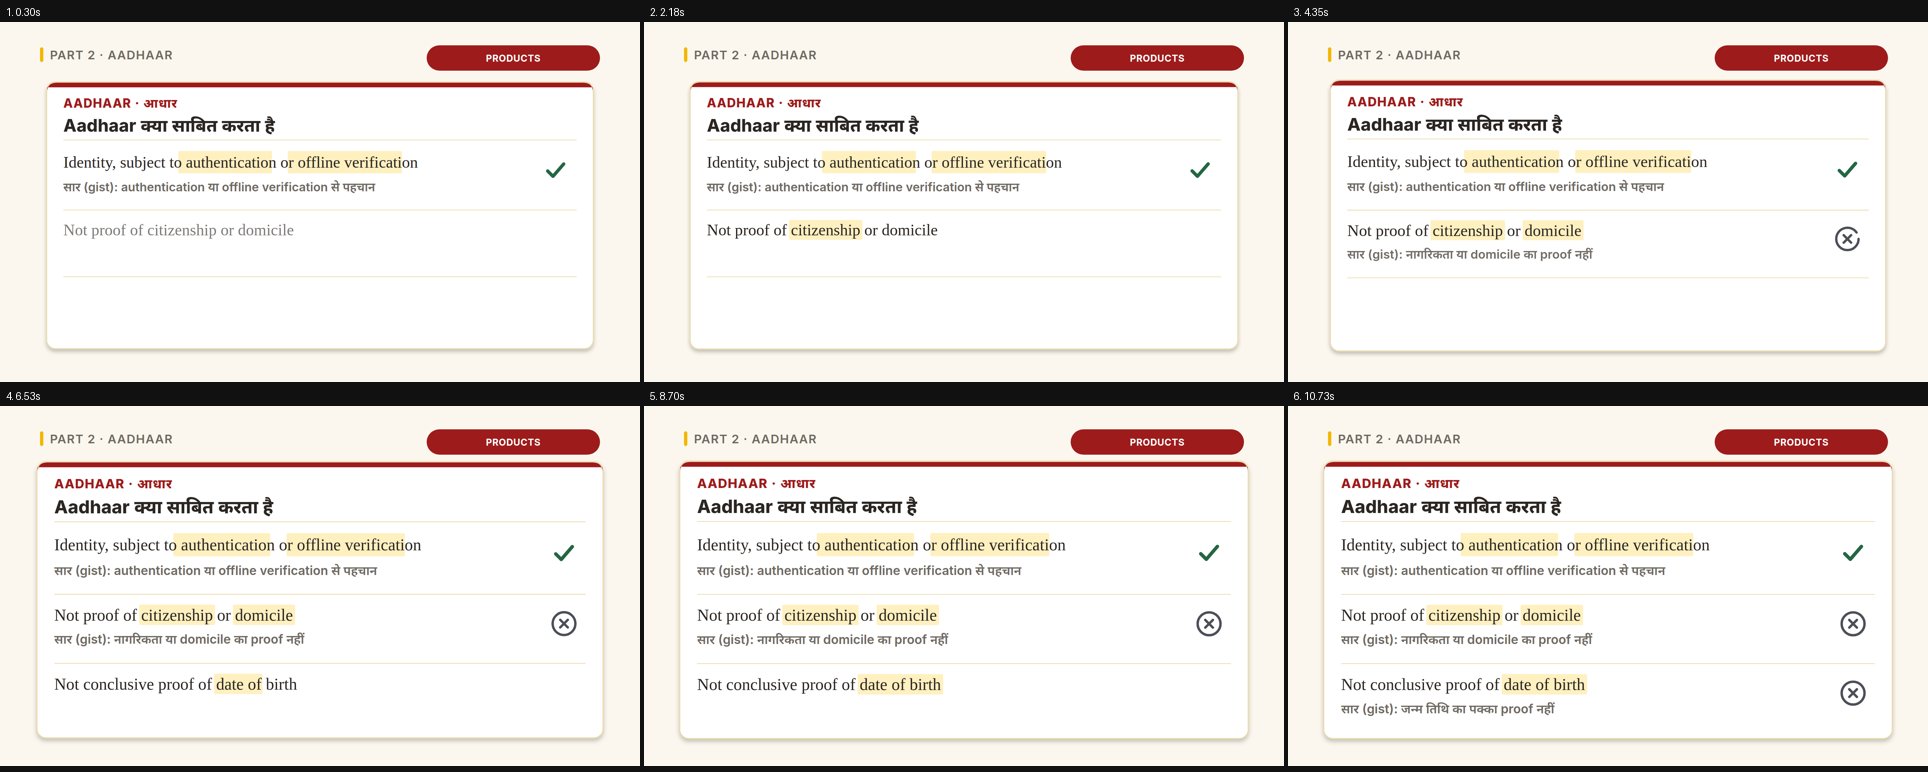 1. 0.30s
PART 2 · AADHAAR
PRODUCTS
AADHAAR · आधार
Aadhaar क्या साबित करता है
Identity, subject to authentication or offline verification
सार (gist): authentication या offline verification से पहचान
Not proof of citizenship or domicile
2. 2.18s
PART 2 · AADHAAR
PRODUCTS
AADHAAR · आधार
Aadhaar क्या साबित करता है
Identity, subject to authentication or offline verification
सार (gist): authentication या offline verification से पहचान
Not proof of citizenship or domicile
3. 4.35s
PART 2 · AADHAAR
PRODUCTS
AADHAAR · आधार
Aadhaar क्या साबित करता है
Identity, subject to authentication or offline verification
सार (gist): authentication या offline verification से पहचान
Not proof of citizenship or domicile
सार (gist): नागरिकता या domicile का proof नहीं
4. 6.53s
PART 2 · AADHAAR
PRODUCTS
AADHAAR · आधार
Aadhaar क्या साबित करता है
Identity, subject to authentication or offline verification
सार (gist): authentication या offline verification से पहचान
Not proof of citizenship or domicile
सार (gist): नागरिकता या domicile का proof नहीं
Not conclusive proof of date of birth
5. 8.70s
PART 2 · AADHAAR
PRODUCTS
AADHAAR · आधार
Aadhaar क्या साबित करता है
Identity, subject to authentication or offline verification
सार (gist): authentication या offline verification से पहचान
Not proof of citizenship or domicile
सार (gist): नागरिकता या domicile का proof नहीं
Not conclusive proof of date of birth
6. 10.73s
PART 2 · AADHAAR
PRODUCTS
AADHAAR · आधार
Aadhaar क्या साबित करता है
Identity, subject to authentication or offline verification
सार (gist): authentication या offline verification से पहचान
Not proof of citizenship or domicile
सार (gist): नागरिकता या domicile का proof नहीं
Not conclusive proof of date of birth
सार (gist): जन्म तिथि का पक्का proof नहीं